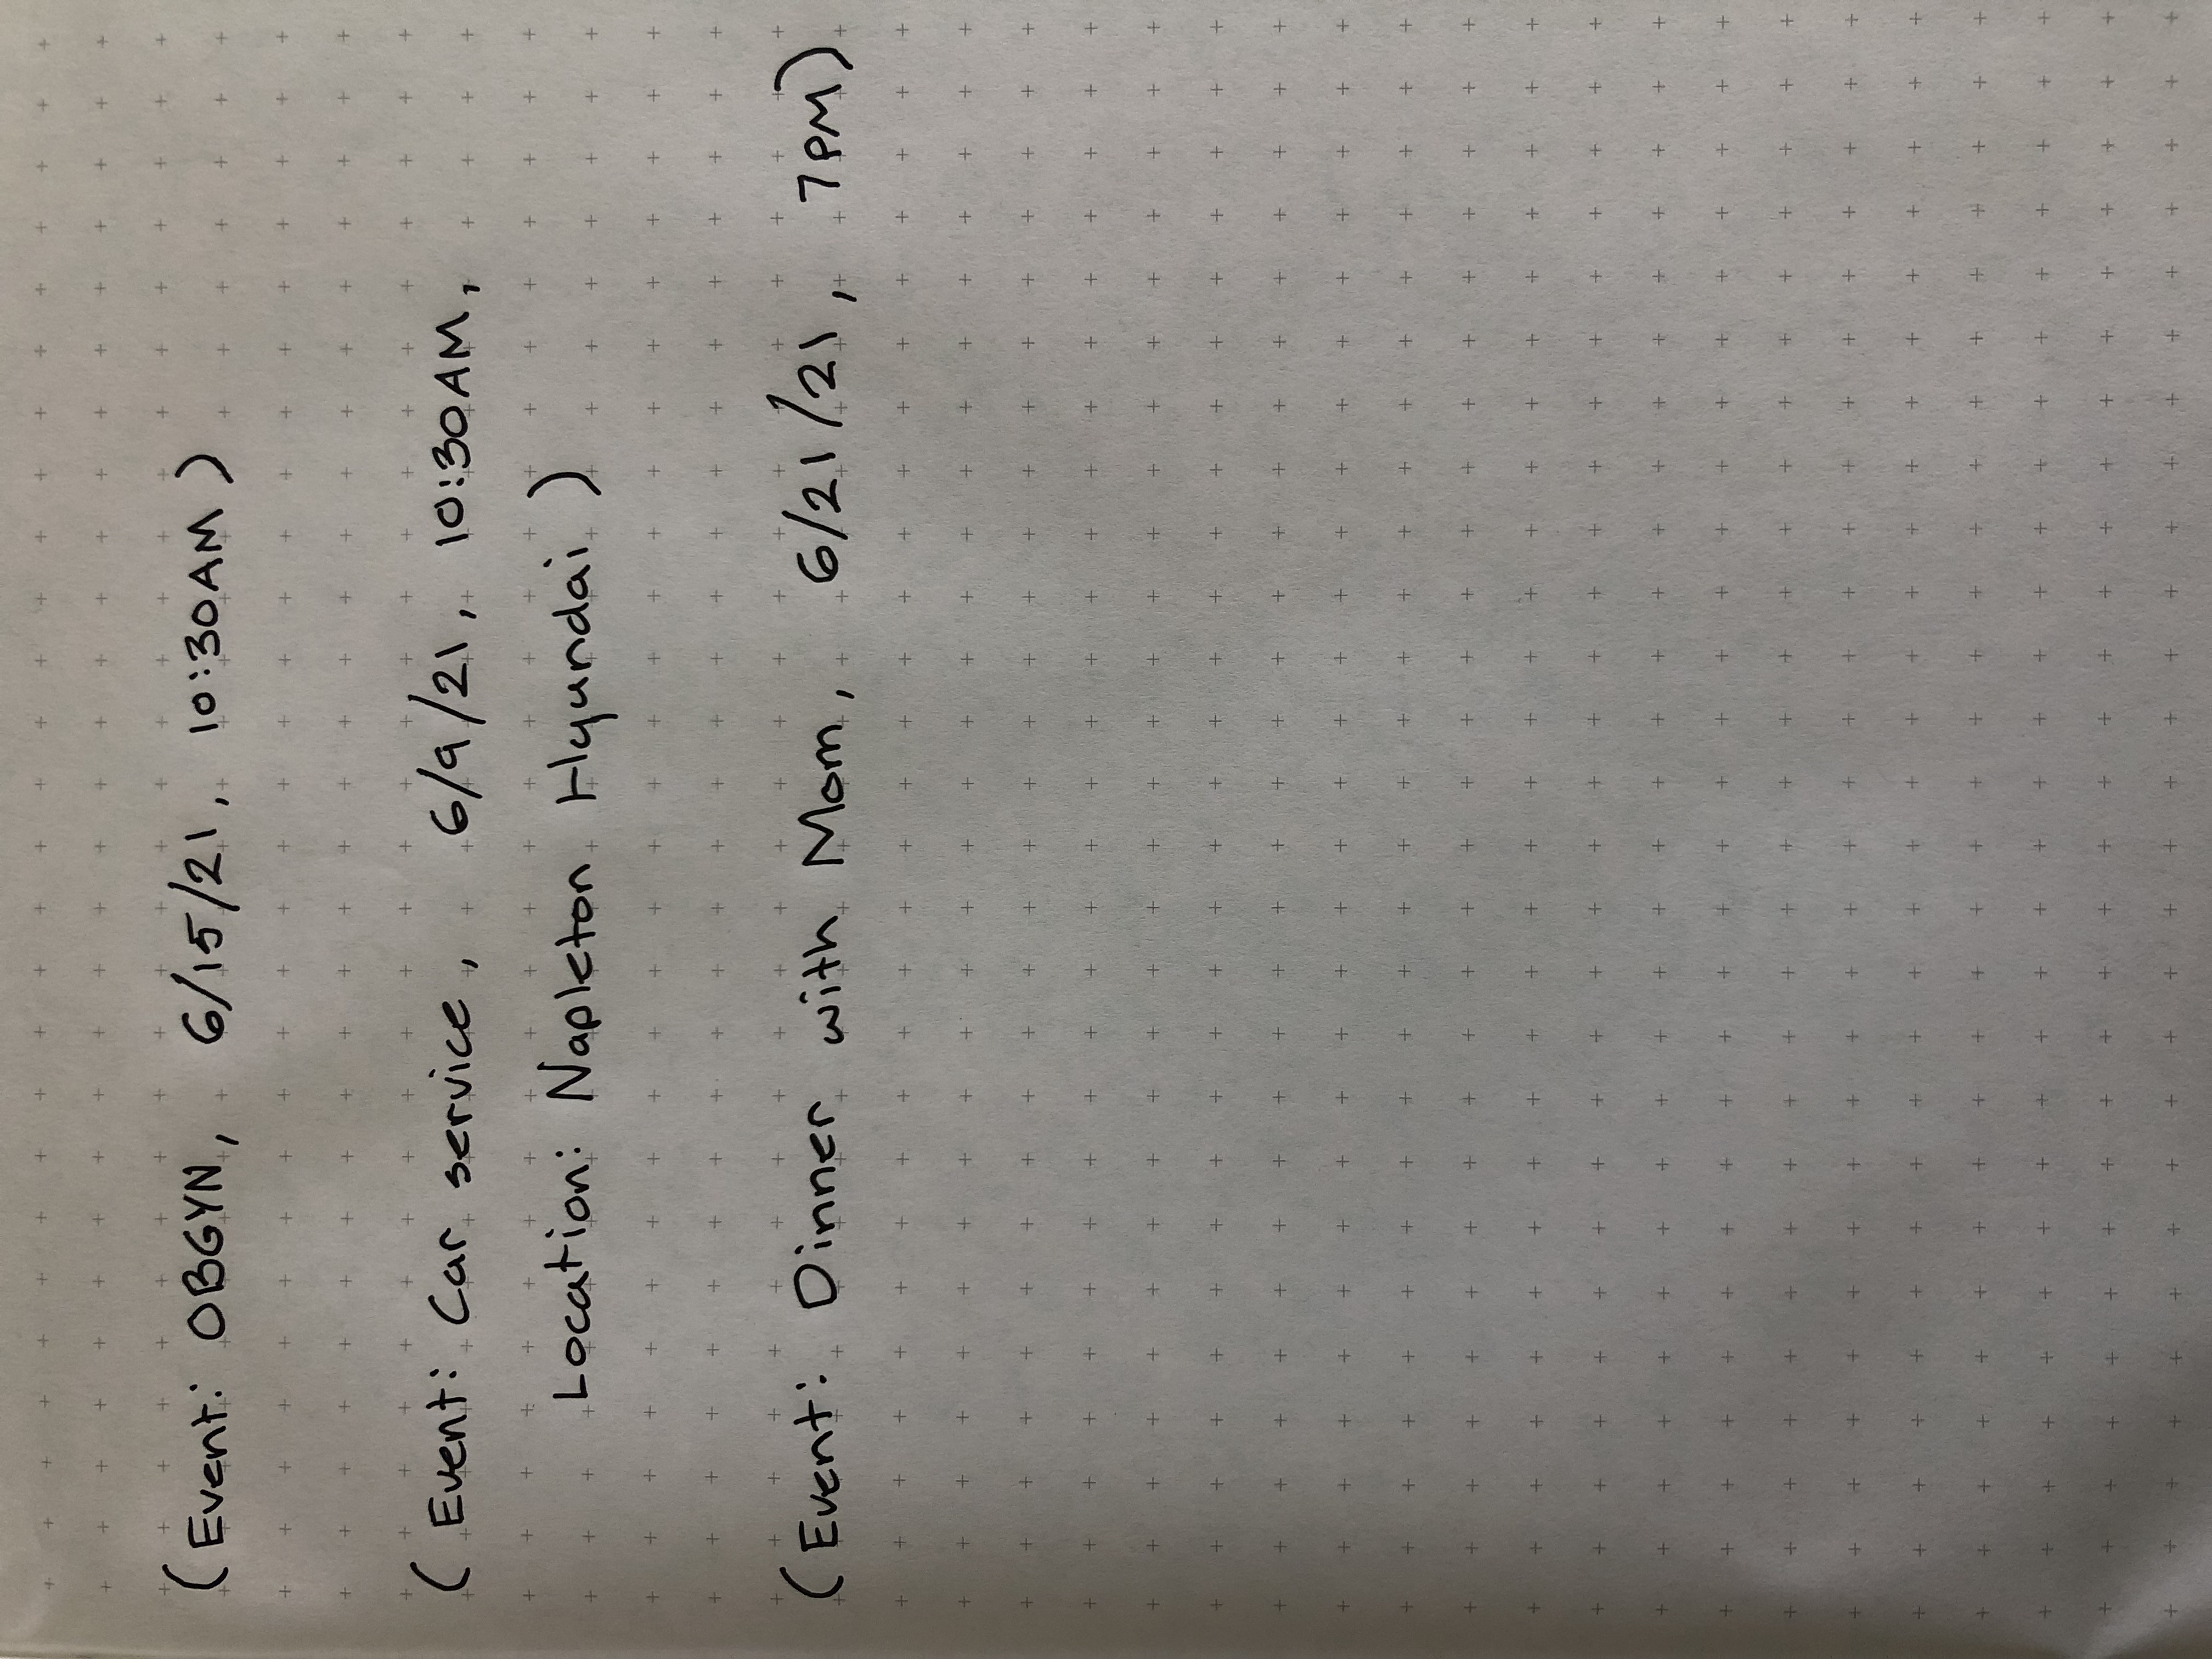 (Event: OBGYN, 6/15/21, 10:30AM)
(Event: Car service, 6/9/21, 10:30AM,
Location: Napleton Hyundai)
(Event: Dinner with Mom, 6/21/21, 7PM)